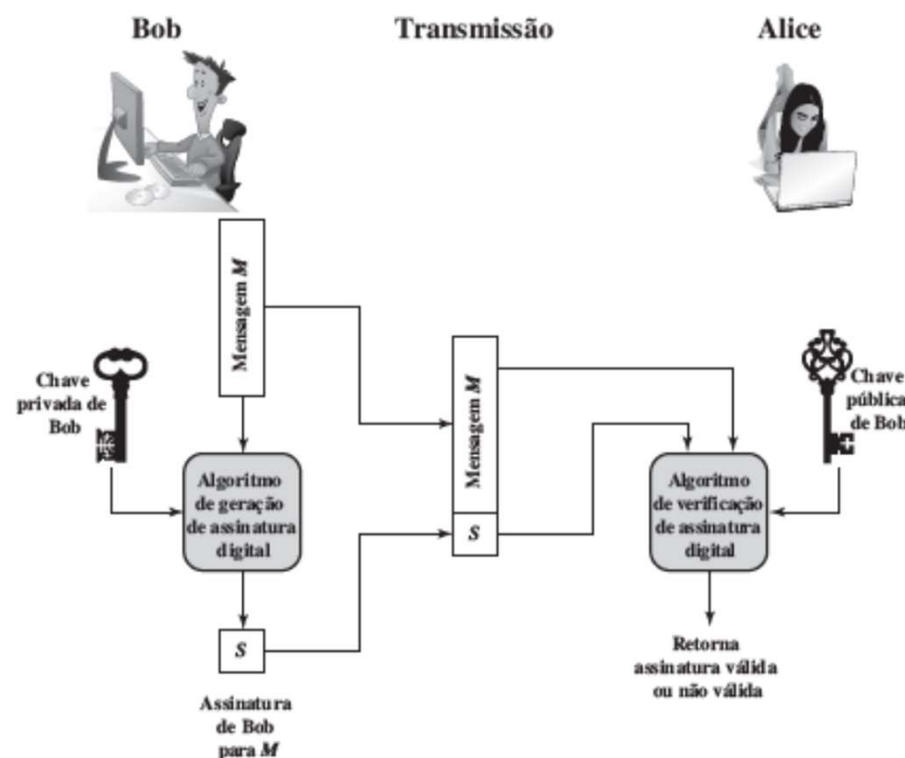 Bob
Transmissão
Alice
Mensagem M
Chave
privada de
Bob
Algoritmo
de geração
de assinatura
digital
S
Assinatura
de Bob
para M
Mensagem M
S
Chave
pública
de Bob
Algoritmo
de verificação
de assinatura
digital
Retorna
assinatura válida
ou não válida